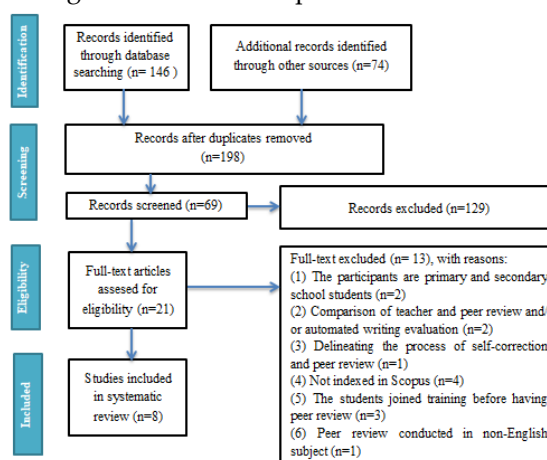 Identification
Records identified
through database
searching (n= 146 )
Additional records identified
through other sources (n=74)
Screening
Records after duplicates removed
(n=198)
Records screened (n=69)
Records excluded (n=129)
Eligibility
Full-text articles
assesed for
eligibility (n=21)
Full-text excluded (n= 13), with reasons:
(1) The participants are primary and secondary
school students (n=2)
(2) Comparison of teacher and peer review and/
or automated writing evaluation (n=2)
(3) Delineating the process of self-correction
and peer review (n=1)
(4) Not indexed in Scopus (n=4)
(5) The students joined training before having
peer review (n=3)
(6) Peer review conducted in non-English
subject (n=1)
Included
Studies included
in systematic
review (n=8)